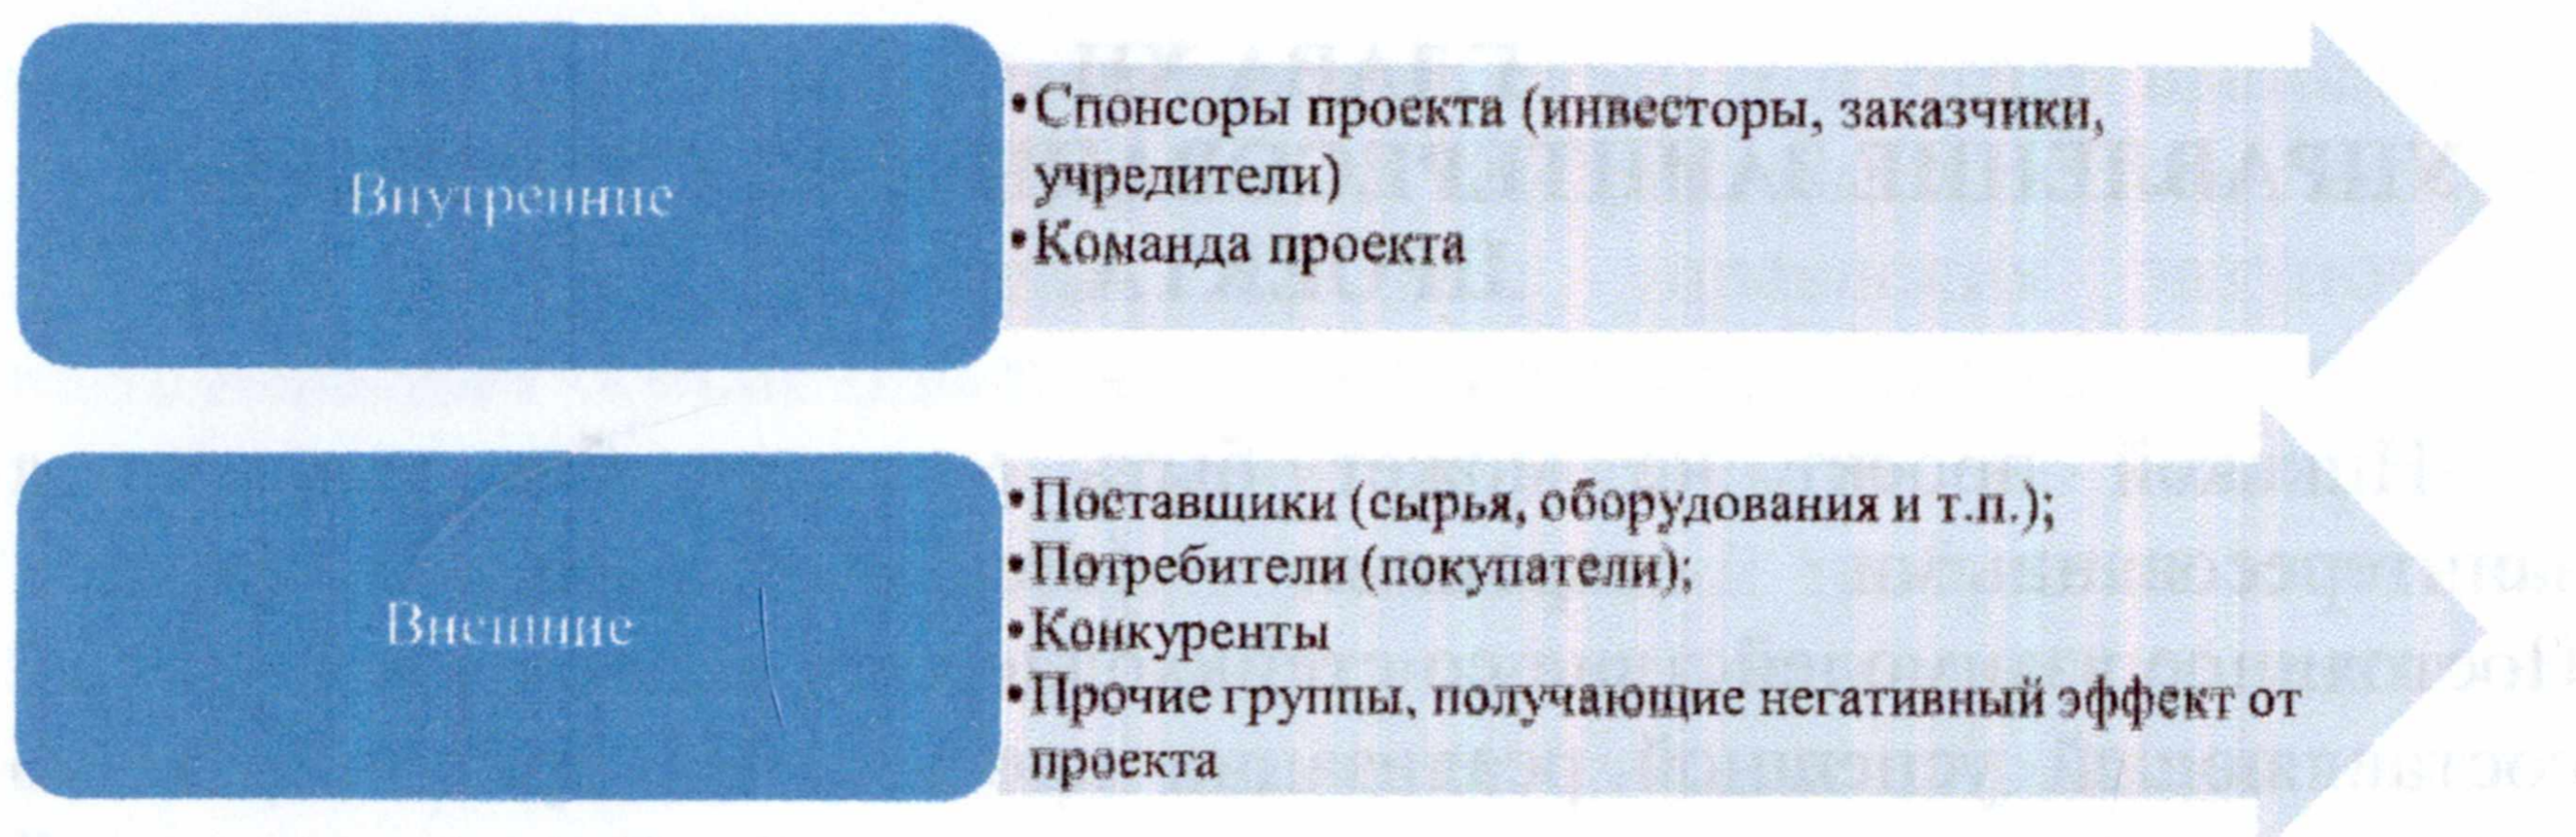 Внутренние
•Спонсоры проекта (инвесторы, заказчики,
учредители)
•Команда проекта
Внешние
•Поставщики (сырья, оборудования и т.п.);
•Потребители (покупатели);
•Конкуренты
•Прочие группы, получающие негативный эффект от
проекта